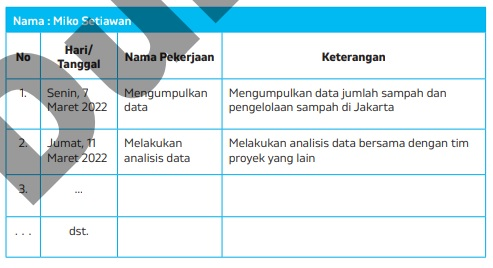 Nama : Miko Setiawan
No Hari/ Tanggal Nama Pekerjaan Keterangan
1. Senin, 7 Maret 2022 Mengumpulkan data Mengumpulkan data jumlah sampah dan pengelolaan sampah di Jakarta
2. Jumat, 11 Maret 2022 Melakukan analisis data Melakukan analisis data bersama dengan tim proyek yang lain
3. ...
. . . dst.